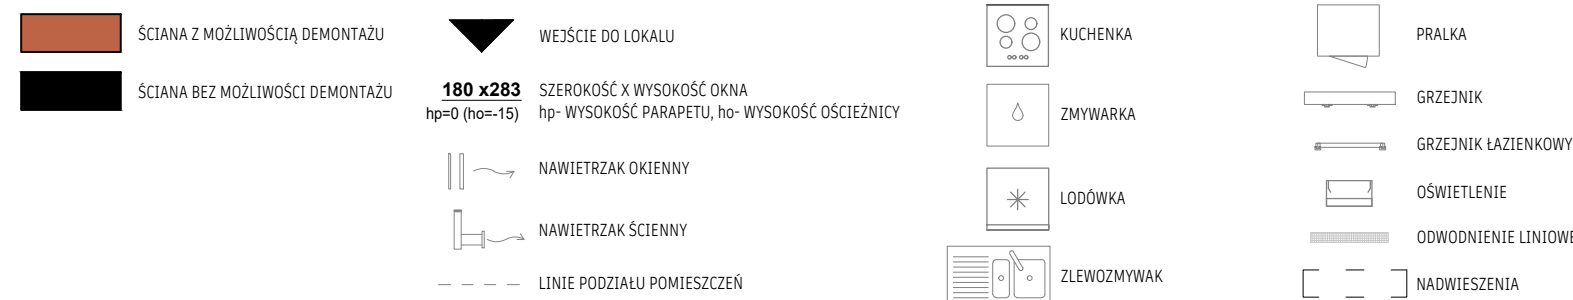 ŚCIANA Z MOŻLIWOŚCIĄ DEMONTAŻU
ŚCIANA BEZ MOŻLIWOŚCI DEMONTAŻU
WEJŚCIE DO LOKALU
180 x283
hp=0 (ho=-15)
SZEROKOŚĆ X WYSOKOŚĆ OKNA
hp- WYSOKOŚĆ PARAPETU, ho- WYSOKOŚĆ OŚCIEŻNICY
NAWIETRZAK OKIENNY
NAWIETRZAK ŚCIENNY
LINIE PODZIAŁU POMIESZCZEŃ
KUCHENKA
ZMYWARKA
LODÓWKA
ZLEWOZMYWAK
PRALKA
GRZEJNIK
GRZEJNIK ŁAZIENKOWY
OŚWIETLENIE
ODWODNIENIE LINIOWE
NADWIESZENIA